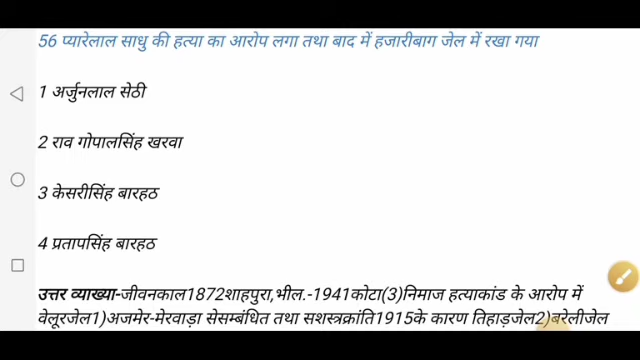 56 प्यारेलाल साधु की हत्या का आरोप लगा तथा बाद में हजारीबाग जेल में रखा गया
1 अर्जुनलाल सेठी
2 राव गोपालसिंह खरवा
3 केसरीसिंह बारहठ
4 प्रतापसिंह बारहठ
उत्तर व्याख्या-जीवनकाल1872शाहपुरा,भील.-1941कोटा(3)निमाज हत्याकांड के आरोप में
वेलूरजेल1)अजमेर-मेरवाड़ा सेसम्बंधित तथा सशस्त्रक्रांति1915के कारण तिहाड़जेल2)बरेलीजेल